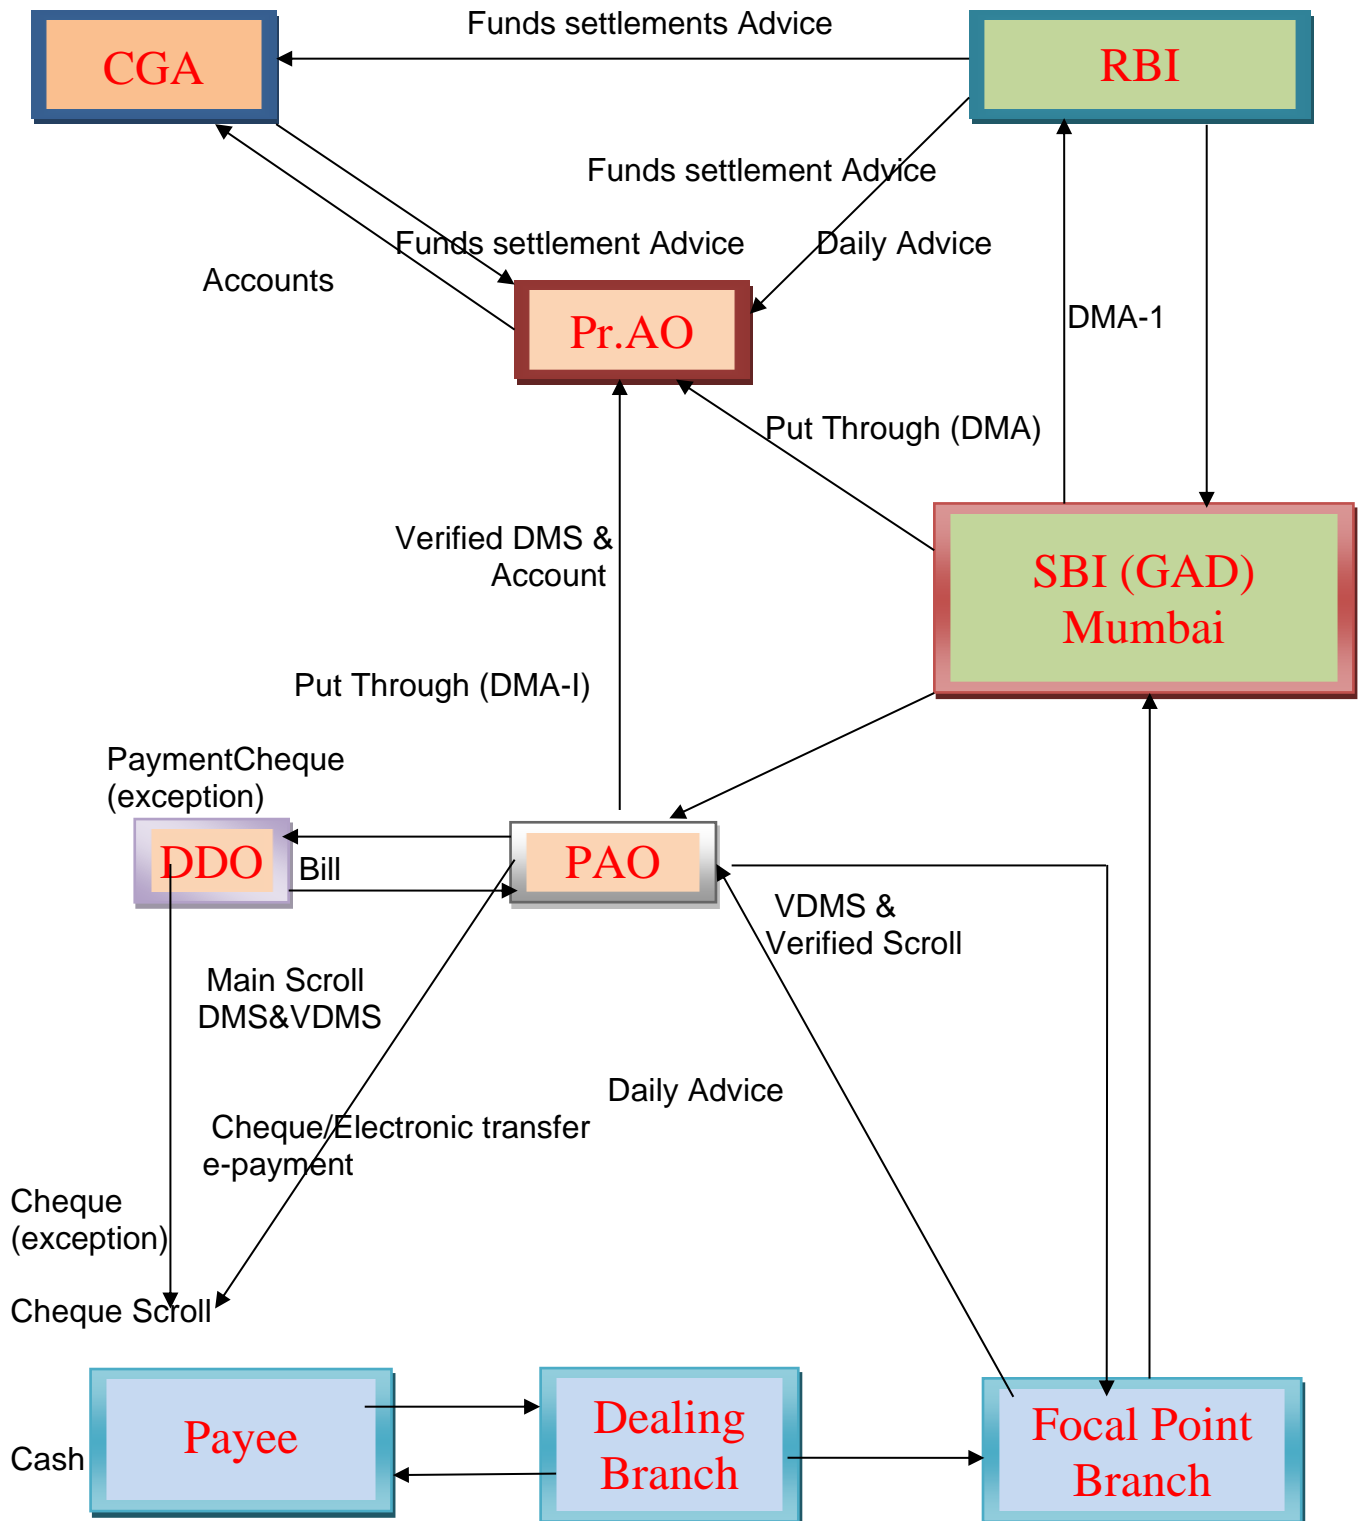 Funds settlements Advice
CGA
RBI
Funds settlement Advice
Funds settlement Advice
Daily Advice
Accounts
Pr.AO
DMA-1
Put Through (DMA)
Verified DMS &
Account
SBI (GAD)
Mumbai
Put Through (DMA-I)
PaymentCheque
(exception)
DDO
Bill
PAO
VDMS &
Verified Scroll
Main Scroll
DMS&VDMS
Daily Advice
Cheque/Electronic transfer
e-payment
Cheque
(exception)
Cheque Scroll
Payee
Cash
Dealing
Branch
Focal Point
Branch